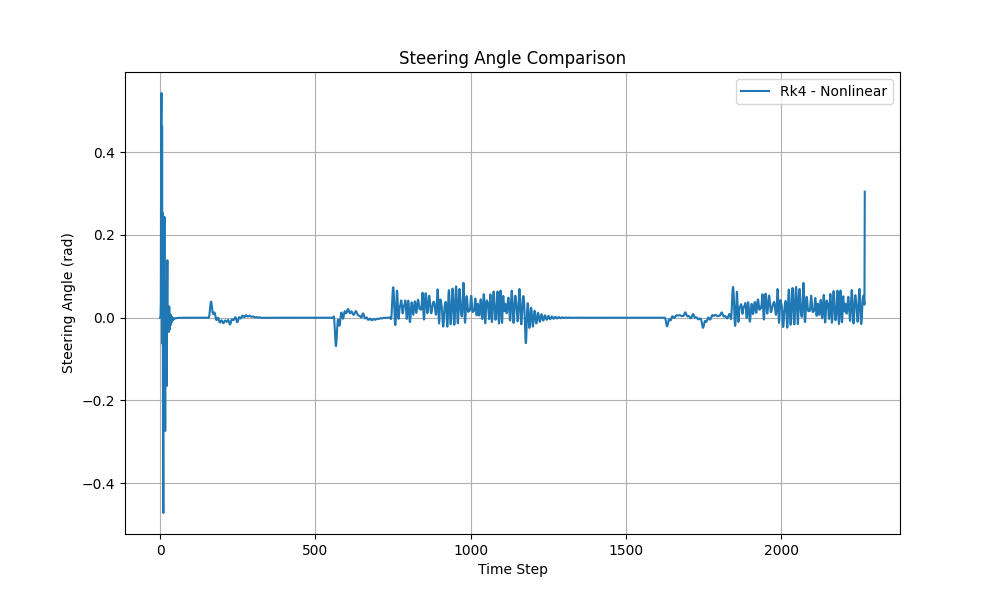 Steering Angle Comparison
Rk4 - Nonlinear
Steering Angle (rad)
0.4
0.2
0.0
−0.2
−0.4
0 500 1000 1500 2000
Time Step